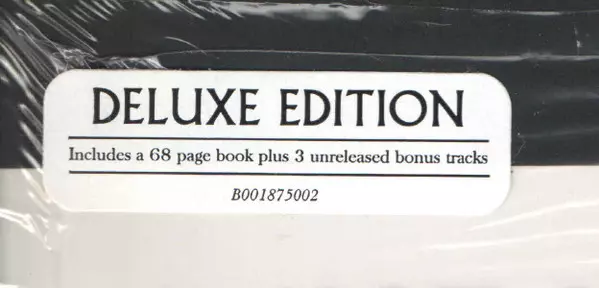 DELUXE EDITION
Includes a 68 page book plus 3 unreleased bonus tracks
B001875002